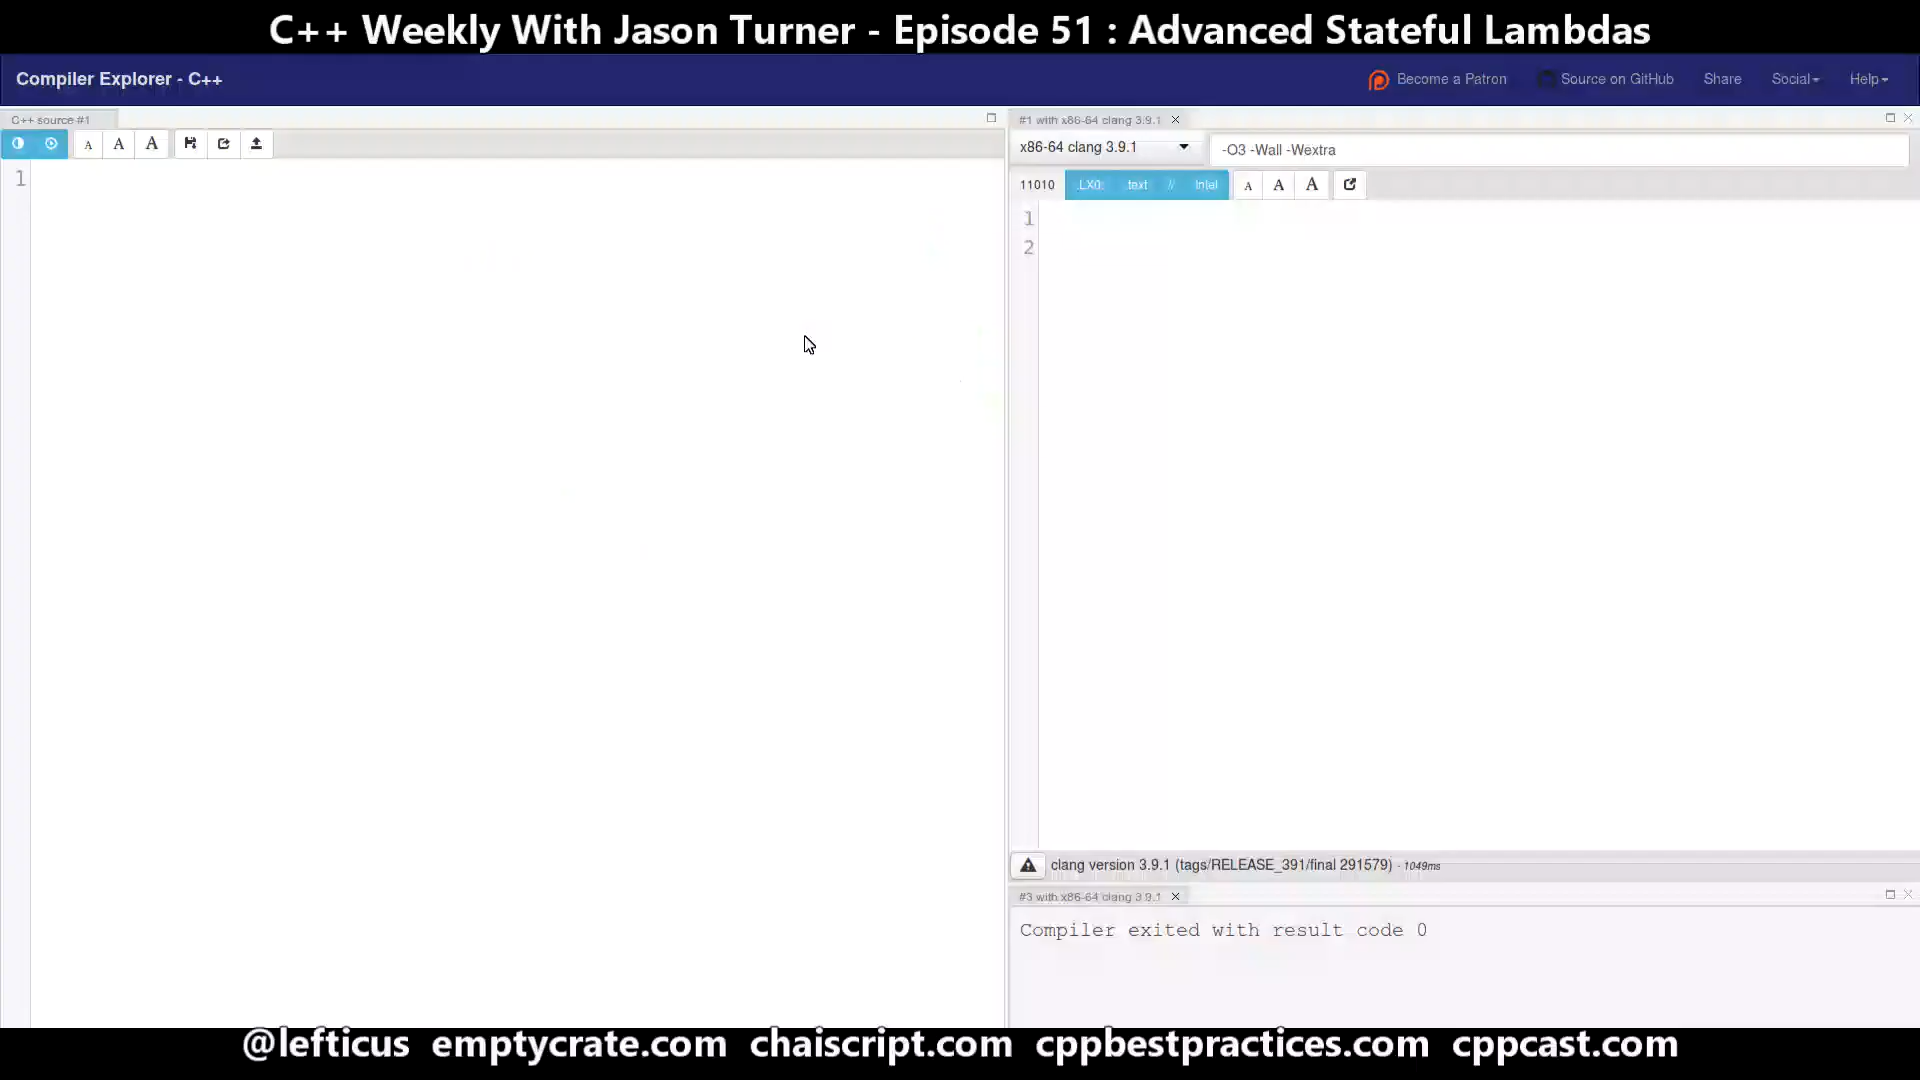 C++ Weekly With Jason Turner - Episode 51 : Advanced Stateful Lambdas
Compiler Explorer - C++
Become a Patron
Source on GitHub
Share
Social
Help
C++ source #1
A A A
1
#1 with x86-64 clang 3.9.1
x86-64 clang 3.9.1
-O3 -Wall -Wextra
11010
.LX0:
.text
//
Intel
A A A
1
2
clang version 3.9.1 (tags/RELEASE_391/final 291579) - 1049ms
#3 with x86-64 clang 3.9.1
Compiler exited with result code 0
@lefticus emptycrate.com chaiscript.com cppbestpractices.com cppcast.com